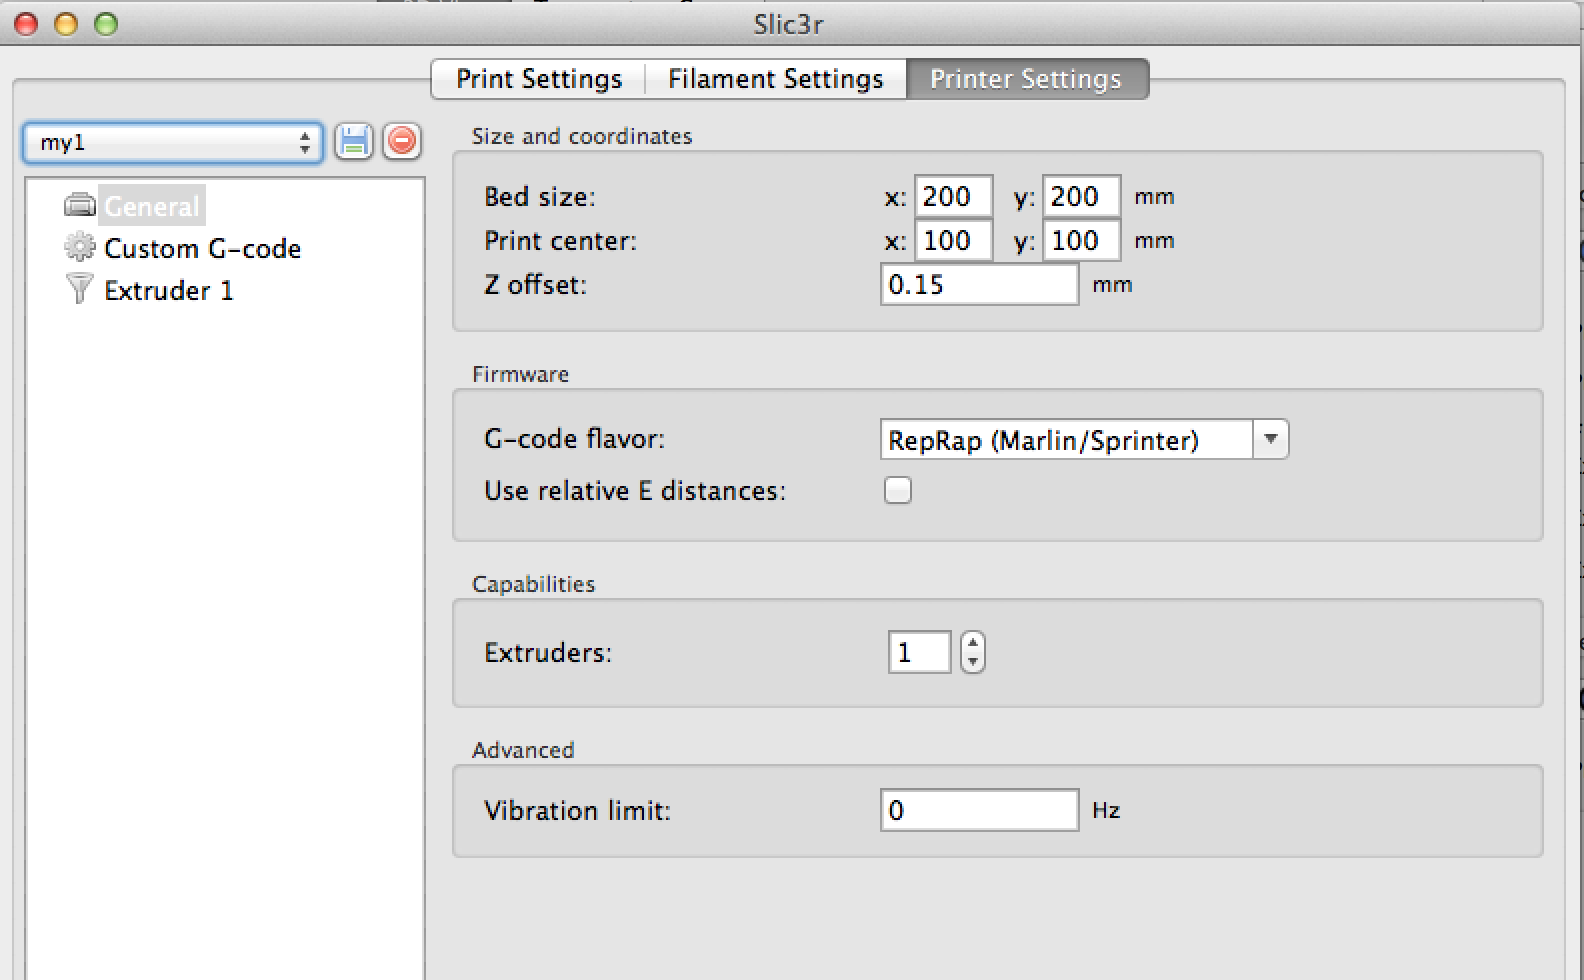 Slic3r
Print Settings Filament Settings Printer Settings
my1
General
Custom G-code
Extruder 1
Size and coordinates
Bed size: x: 200 y: 200 mm
Print center: x: 100 y: 100 mm
Z offset: 0.15 mm
Firmware
G-code flavor: RepRap (Marlin/Sprinter)
Use relative E distances:
Capabilities
Extruders: 1
Advanced
Vibration limit: 0 Hz